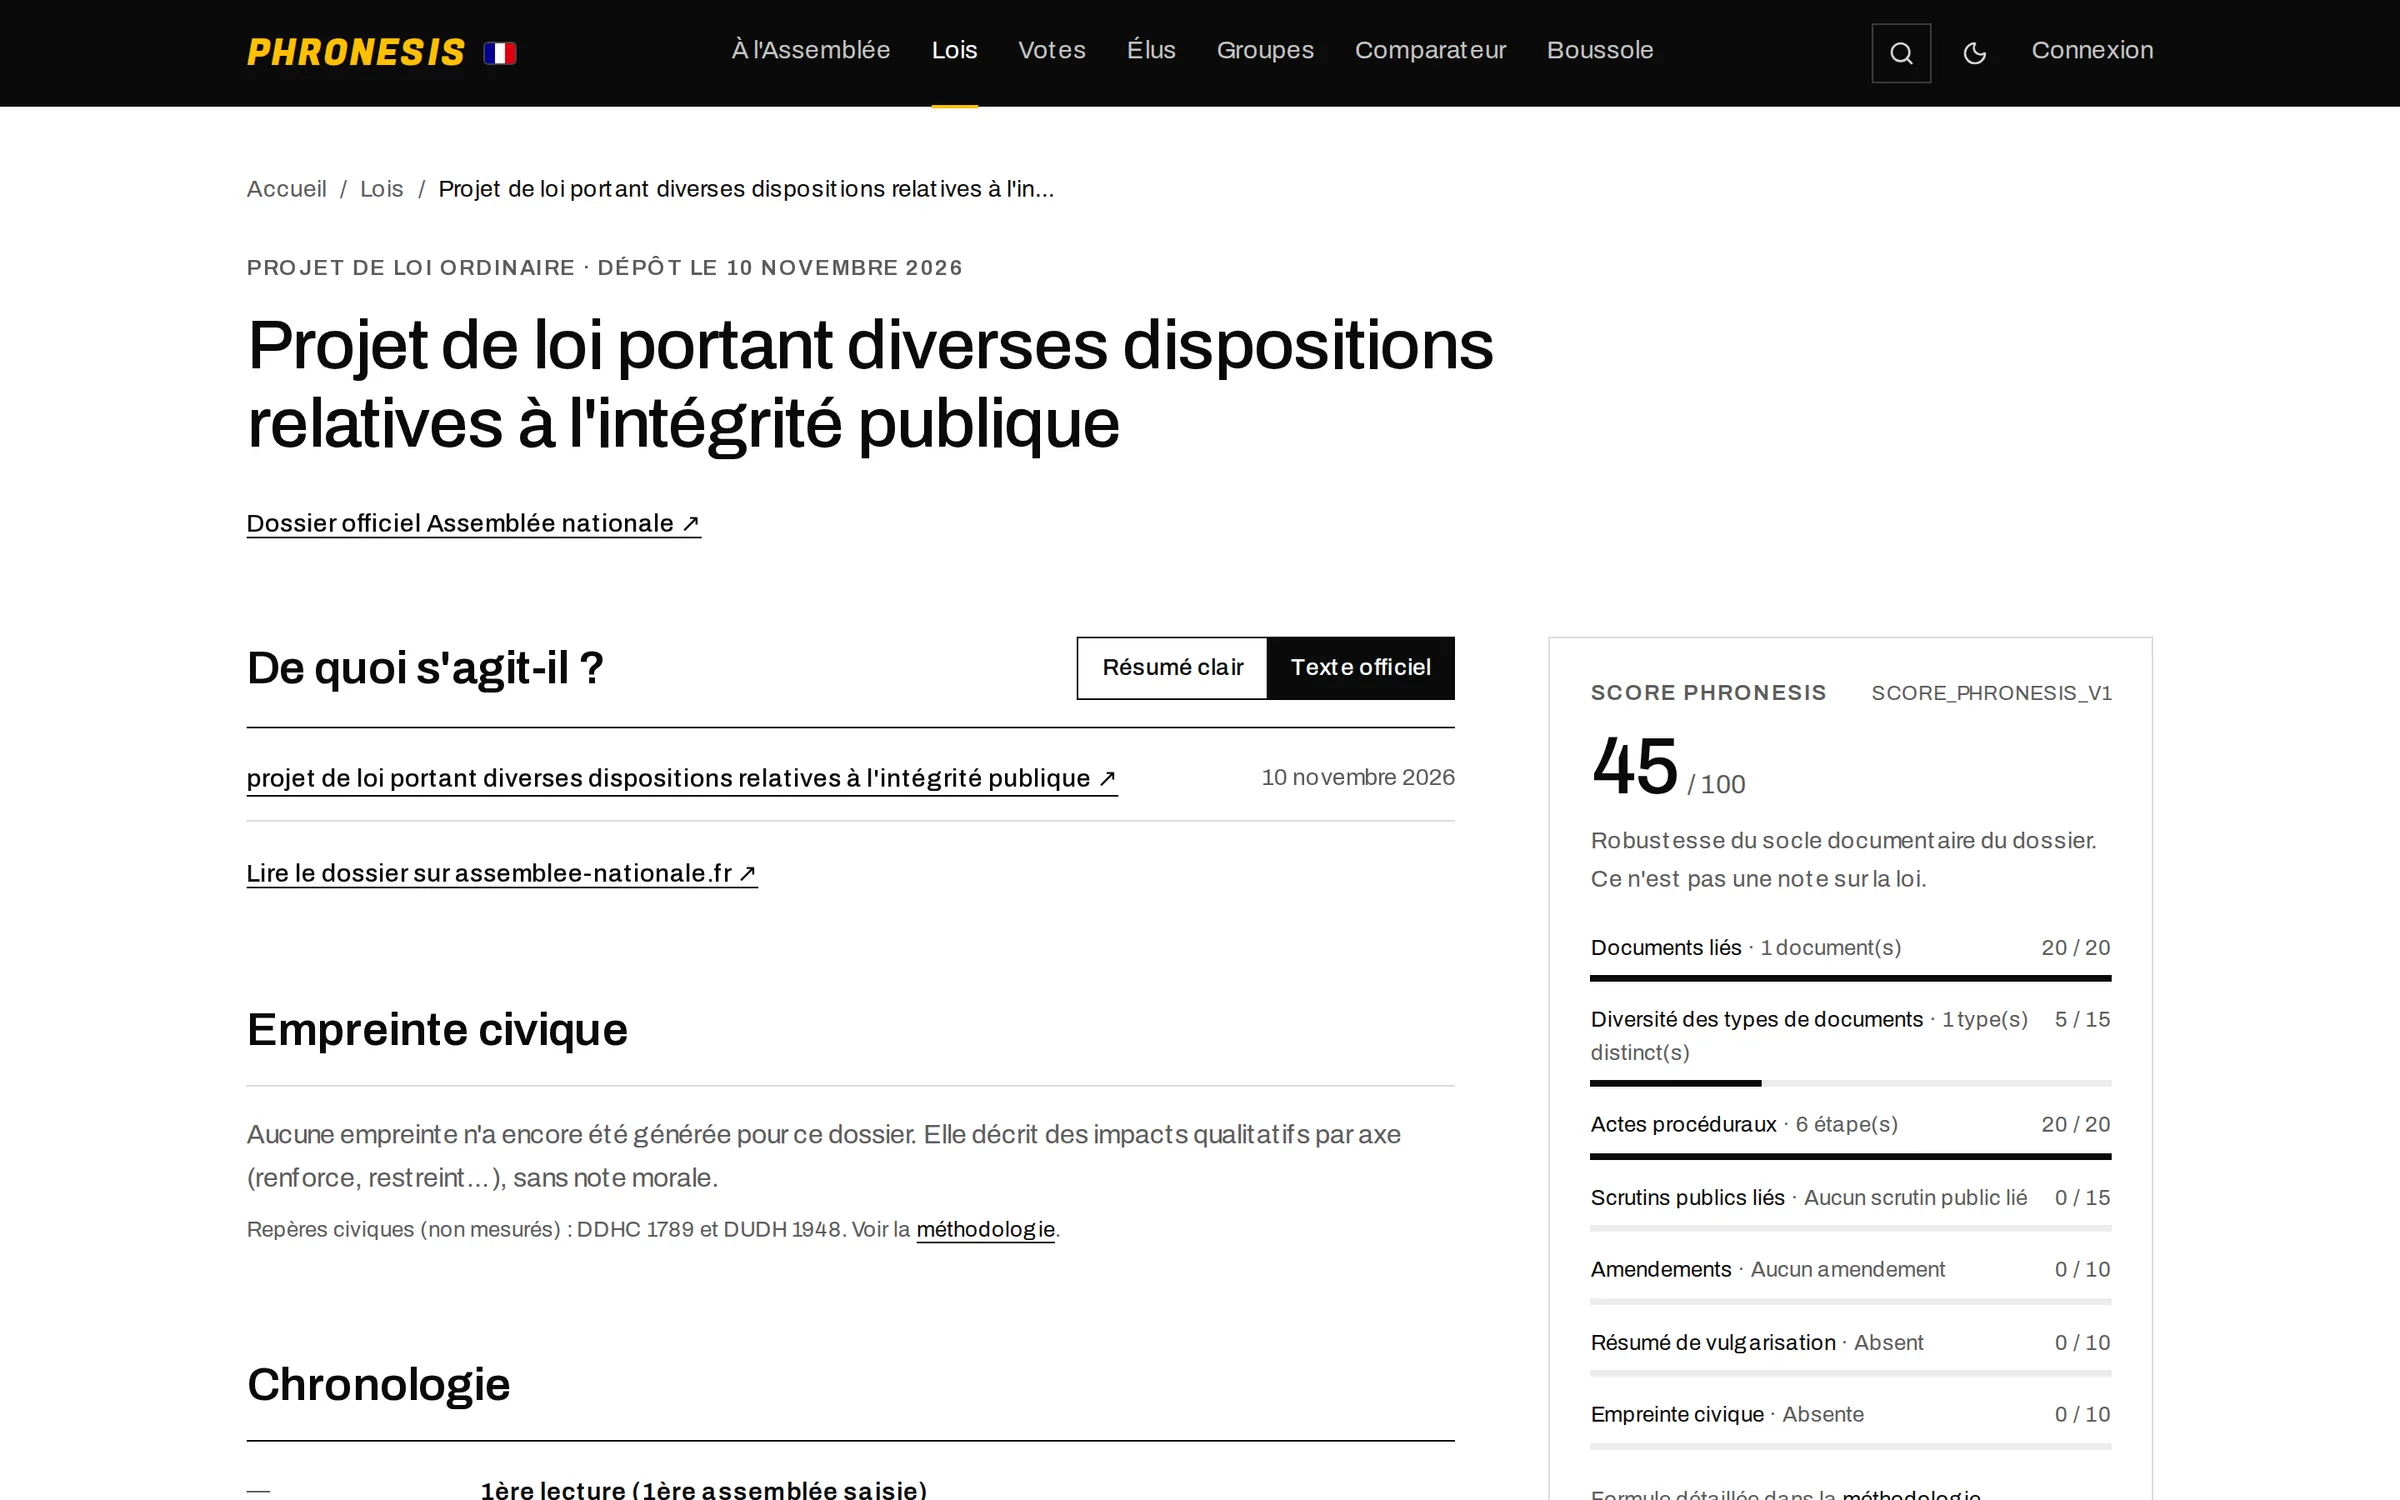 PHRONESIS
À l'Assemblée
Lois
Votes
Élus
Groupes
Comparateur
Boussole
Connexion
Accueil / Lois / Projet de loi portant diverses dispositions relatives à l'in...
PROJET DE LOI ORDINAIRE · DÉPÔT LE 10 NOVEMBRE 2026
Projet de loi portant diverses dispositions
relatives à l'intégrité publique
Dossier officiel Assemblée nationale ↗
De quoi s'agit-il ?
Résumé clair
Texte officiel
projet de loi portant diverses dispositions relatives à l'intégrité publique ↗
10 novembre 2026
Lire le dossier sur assemblee-nationale.fr ↗
Empreinte civique
Aucune empreinte n'a encore été générée pour ce dossier. Elle décrit des impacts qualitatifs par axe
(renforce, restreint…), sans note morale.
Repères civiques (non mesurés) : DDHC 1789 et DUDH 1948. Voir la méthodologie.
Chronologie
—
1ère lecture (1ère assemblée saisie)
SCORE PHRONESIS
SCORE_PHRONESIS_V1
45 / 100
Robustesse du socle documentaire du dossier.
Ce n'est pas une note sur la loi.
Documents liés · 1 document(s)
20 / 20
Diversité des types de documents · 1 type(s)
distinct(s)
5 / 15
Actes procéduraux · 6 étape(s)
20 / 20
Scrutins publics liés · Aucun scrutin public lié
0 / 15
Amendements · Aucun amendement
0 / 10
Résumé de vulgarisation · Absent
0 / 10
Empreinte civique · Absente
0 / 10
Formule détaillée dans la méthodologie